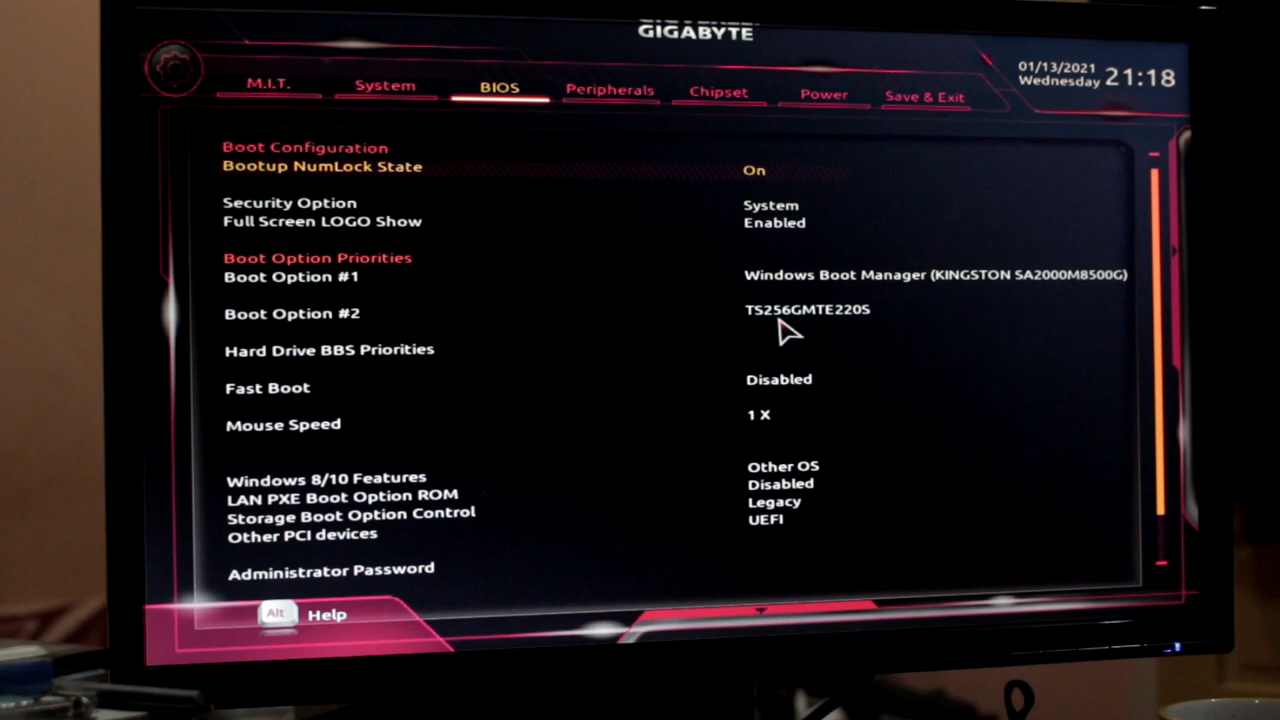 GIGABYTE
01/13/2021
Wednesday 21:18
M.I.T. System BIOS Peripherals Chipset Power Save & Exit
Boot Configuration
Bootup NumLock State On
Security Option System
Full Screen LOGO Show Enabled
Boot Option Priorities
Boot Option #1 Windows Boot Manager (KINGSTON SA2000M8500G)
Boot Option #2 TS256GMTE220S
Hard Drive BBS Priorities
Fast Boot Disabled
Mouse Speed 1 X
Windows 8/10 Features Other OS
LAN PXE Boot Option ROM Disabled
Storage Boot Option Control Legacy
Other PCI devices UEFI
Administrator Password
Alt Help